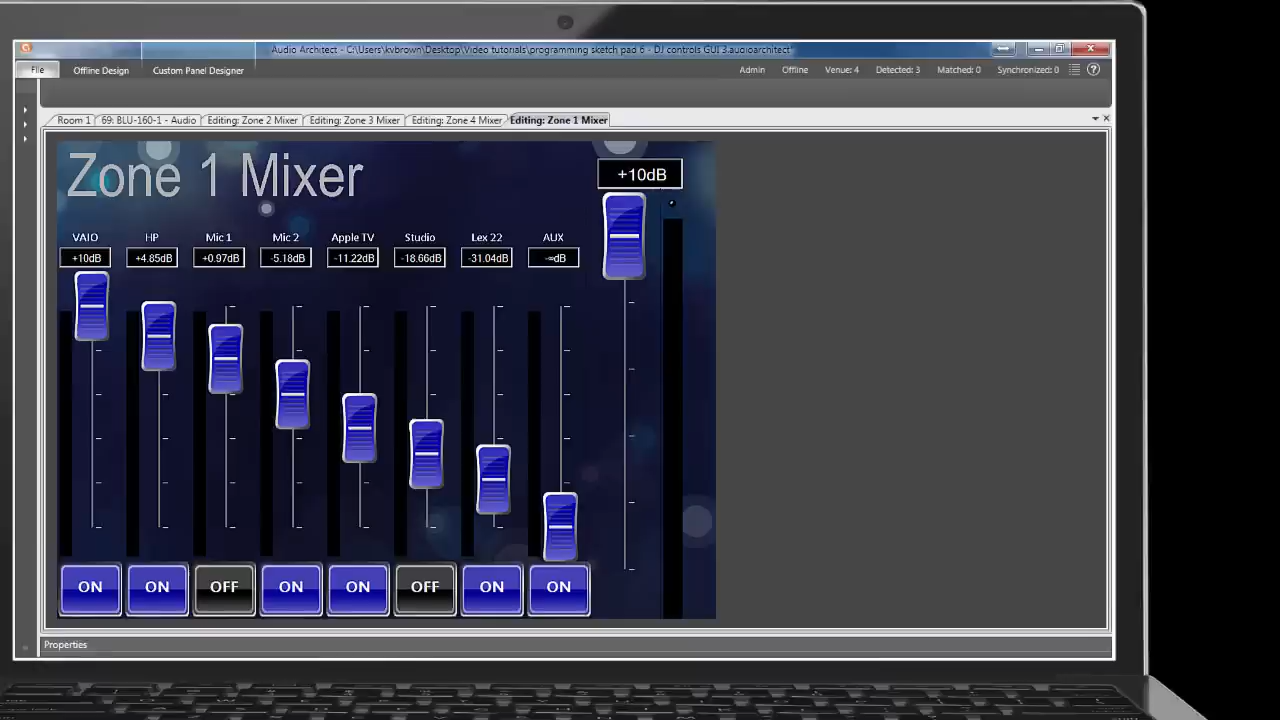 Audio Architect - C:\Users\kvbrown\Desktop\Video tutorials\programming sketch pad 6 - DJ controls GUI 3.audioarchitect
File Offline Design Custom Panel Designer Admin Offline Venue: 4 Detected: 3 Matched: 0 Synchronized: 0 ?
Room 1 69: BLU-160-1 - Audio Editing: Zone 2 Mixer Editing: Zone 3 Mixer Editing: Zone 4 Mixer Editing: Zone 1 Mixer
Zone 1 Mixer
+10dB
VAIO HP Mic 1 Mic 2 Apple TV Studio Lex 22 AUX
+10dB +4.85dB +0.97dB -5.18dB -11.22dB -18.66dB -31.04dB -∞dB
ON ON OFF ON ON OFF ON ON
Properties